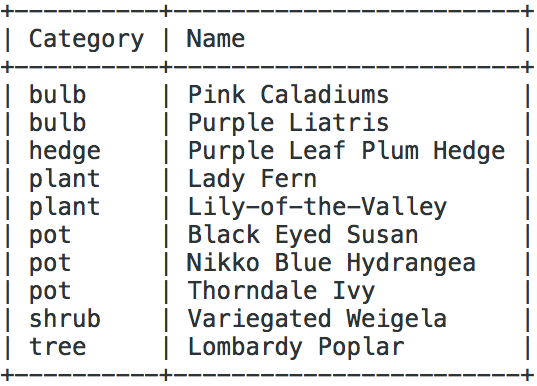 +----------+-------------------------+
| Category | Name                    |
+----------+-------------------------+
| bulb     | Pink Caladiums          |
| bulb     | Purple Liatris          |
| hedge    | Purple Leaf Plum Hedge  |
| plant    | Lady Fern               |
| plant    | Lily-of-the-Valley      |
| pot      | Black Eyed Susan        |
| pot      | Nikko Blue Hydrangea    |
| pot      | Thorndale Ivy           |
| shrub    | Variegated Weigela      |
| tree     | Lombardy Poplar         |
+----------+-------------------------+